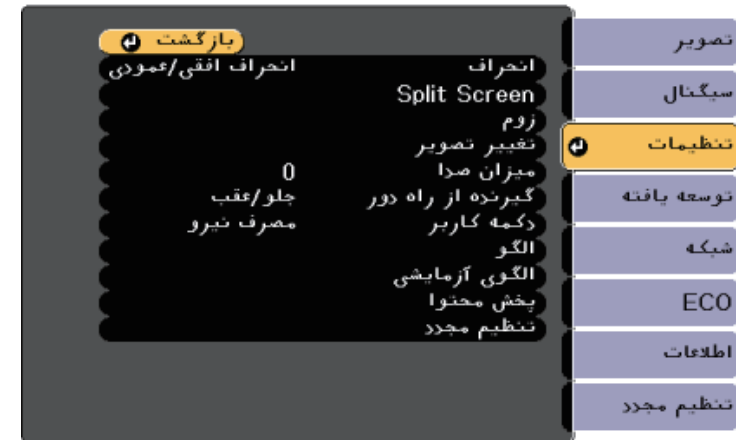 تصویر
سیگنال
تنظیمات
توسعه یافته
شبکه
ECO
اطلاعات
تنظیم مجدد
بازگشت
انحراف انحراف افقی/عمودی
Split Screen
زوم
تغییر تصویر
میزان صدا 0
گیرنده از راه دور جلو/عقب
دکمه کاربر مصرف نیرو
الگو
الگوی آزمایشی
پخش محتوا
تنظیم مجدد